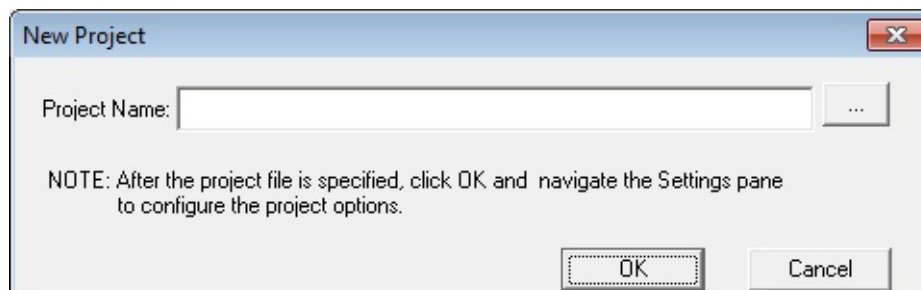 New Project
Project Name:
...
NOTE: After the project file is specified, click OK and navigate the Settings pane
to configure the project options.
OK
Cancel